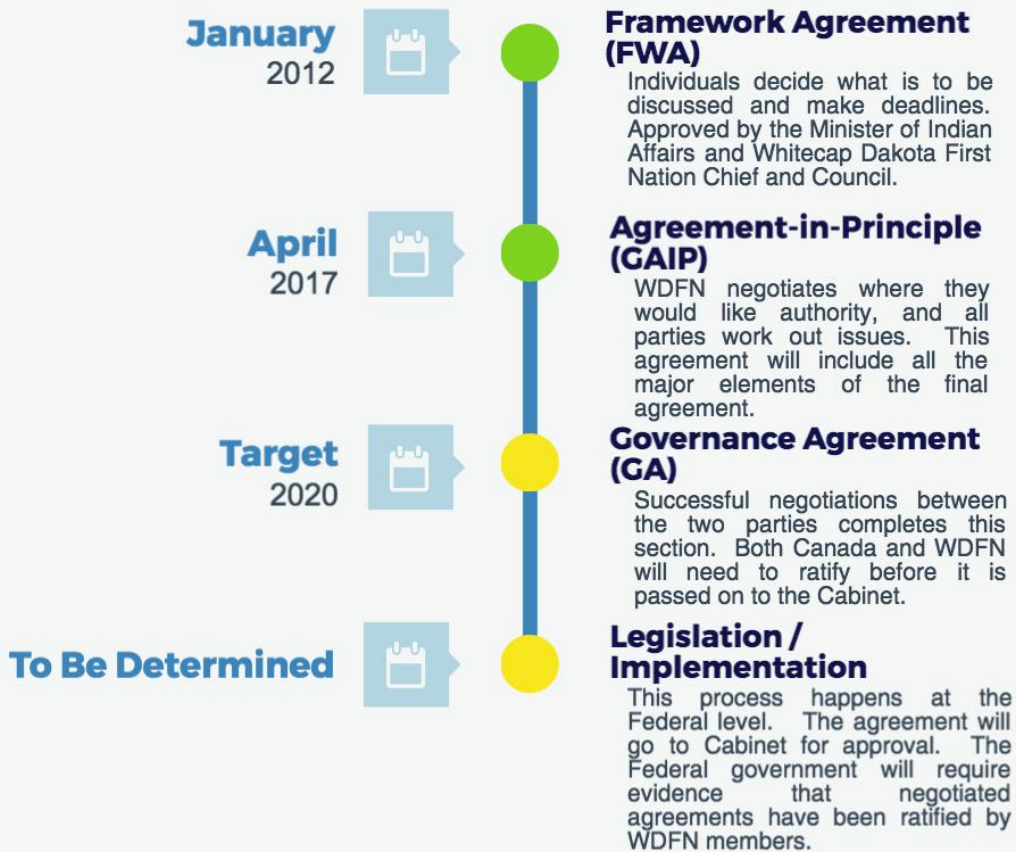 January
2012
Framework Agreement
(FWA)
Individuals decide what is to be
discussed and make deadlines.
Approved by the Minister of Indian
Affairs and Whitecap Dakota First
Nation Chief and Council.
April
2017
Agreement-in-Principle
(GAIP)
WDFN negotiates where they
would like authority, and all
parties work out issues. This
agreement will include all the
major elements of the final
agreement.
Target
2020
Governance Agreement
(GA)
Successful negotiations between
the two parties completes this
section. Both Canada and WDFN
will need to ratify before it is
passed on to the Cabinet.
To Be Determined
Legislation /
Implementation
This process happens at the
Federal level. The agreement will
go to Cabinet for approval. The
Federal government will require
evidence that negotiated
agreements have been ratified by
WDFN members.